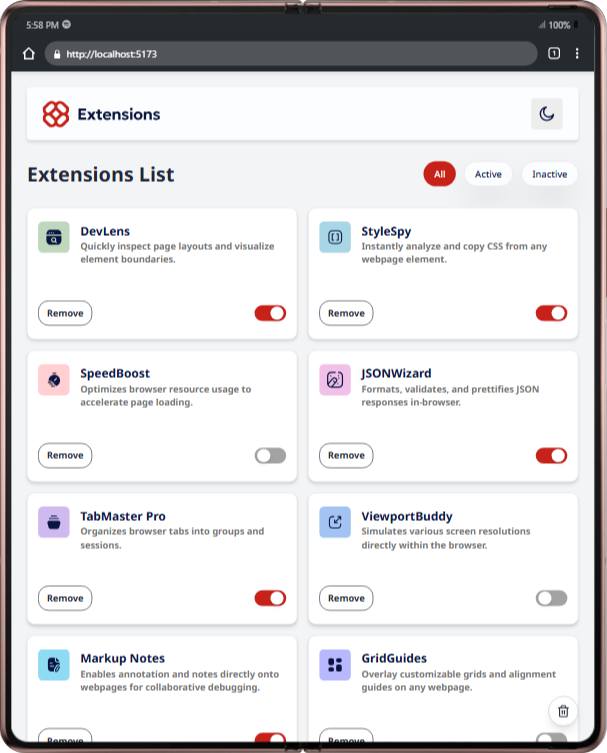 5:58 PM
100%
http://localhost:5173
1
Extensions
Extensions List
All
Active
Inactive
DevLens
Quickly inspect page layouts and visualize
element boundaries.
Remove
StyleSpy
Instantly analyze and copy CSS from any
webpage element.
Remove
SpeedBoost
Optimizes browser resource usage to
accelerate page loading.
Remove
JSONWizard
Formats, validates, and prettifies JSON
responses in-browser.
Remove
TabMaster Pro
Organizes browser tabs into groups and
sessions.
Remove
ViewportBuddy
Simulates various screen resolutions
directly within the browser.
Remove
Markup Notes
Enables annotation and notes directly onto
webpages for collaborative debugging.
Remove
GridGuides
Overlay customizable grids and alignment
guides on any webpage.
Remove